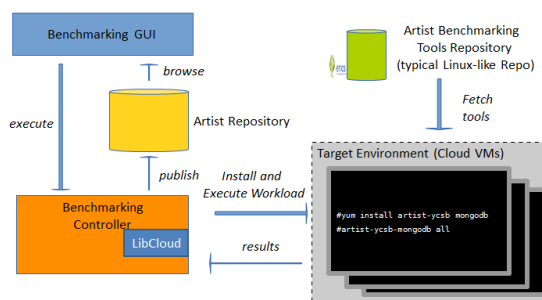 Benchmarking GUI
Artist Benchmarking
Tools Repository
(typical Linux-like Repo)
browse
execute
Artist Repository
Fetch
tools
publish
Install and
Execute Workload
Target Environment (Cloud VMs)
Benchmarking
Controller
LibCloud
#yum install artist-ycsb mongodb
#artist-ycsb-mongodb all
results